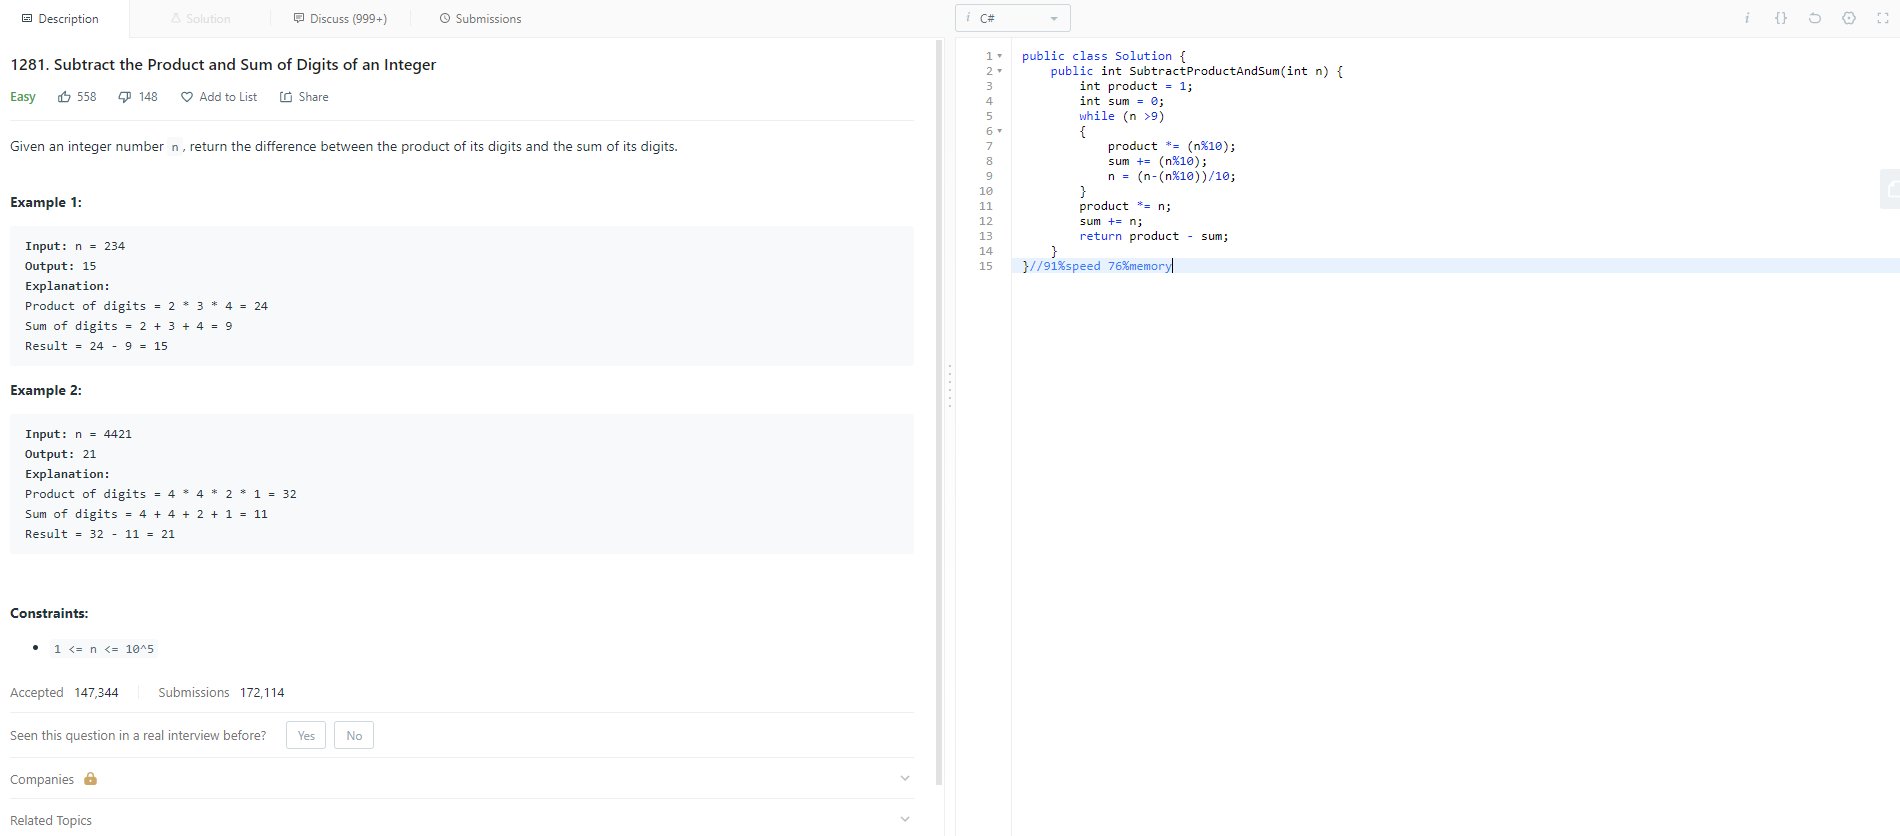 Description
Solution
Discuss (999+)
Submissions
1281. Subtract the Product and Sum of Digits of an Integer
Easy 558 148 Add to List Share
Given an integer number n, return the difference between the product of its digits and the sum of its digits.
Example 1:
Input: n = 234
Output: 15
Explanation:
Product of digits = 2 * 3 * 4 = 24
Sum of digits = 2 + 3 + 4 = 9
Result = 24 - 9 = 15
Example 2:
Input: n = 4421
Output: 21
Explanation:
Product of digits = 4 * 4 * 2 * 1 = 32
Sum of digits = 4 + 4 + 2 + 1 = 11
Result = 32 - 11 = 21
Constraints:
1 <= n <= 10^5
Accepted 147,344 Submissions 172,114
Seen this question in a real interview before? Yes No
Companies
Related Topics
i C#
i {}
1 public class Solution {
2 public int SubtractProductAndSum(int n) {
3 int product = 1;
4 int sum = 0;
5 while (n >9)
6 {
7 product *= (n%10);
8 sum += (n%10);
9 n = (n-(n%10))/10;
10 }
11 product *= n;
12 sum += n;
13 return product - sum;
14 }
15 }//91%speed 76%memory